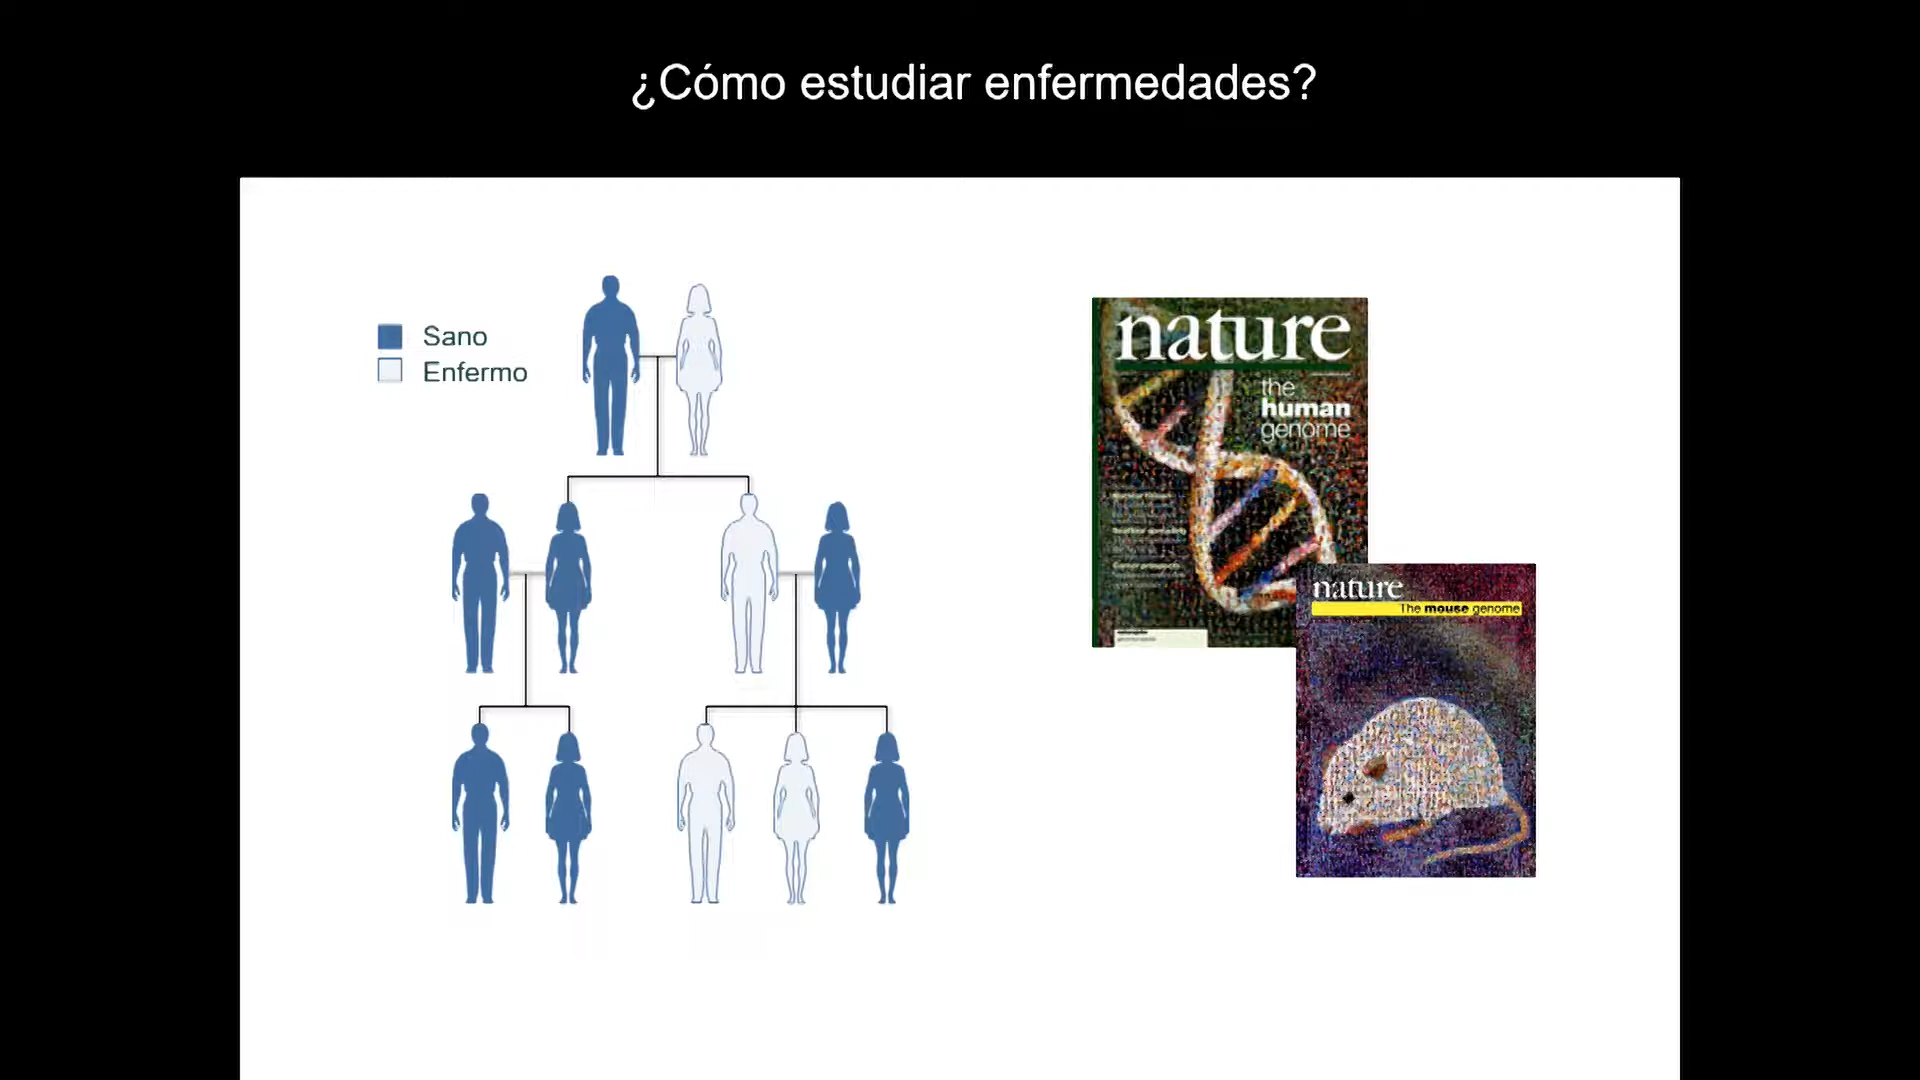 ¿Cómo estudiar enfermedades?
Sano
Enfermo
nature
the
human
genome
nature
The mouse genome